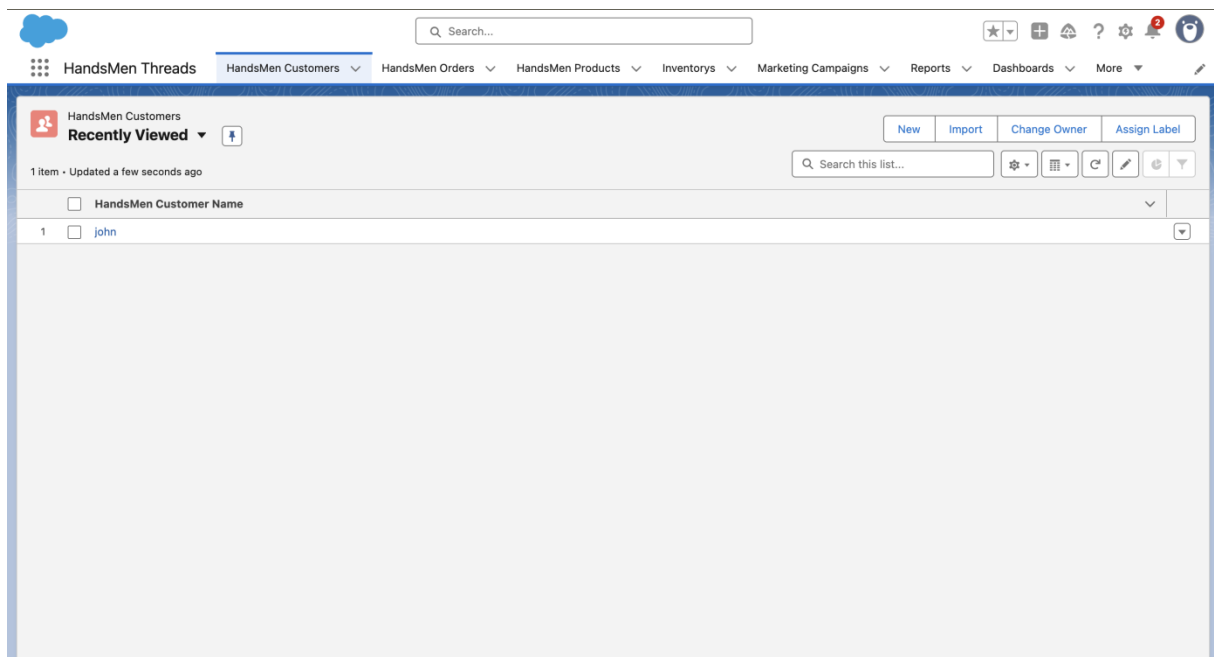 Search...
2
HandsMen Threads HandsMen Customers HandsMen Orders HandsMen Products Inventorys Marketing Campaigns Reports Dashboards More
HandsMen Customers
Recently Viewed
New Import Change Owner Assign Label
1 item • Updated a few seconds ago
Search this list...
HandsMen Customer Name
1 john